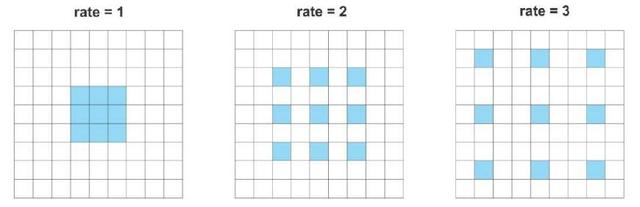 rate = 1
rate = 2
rate = 3